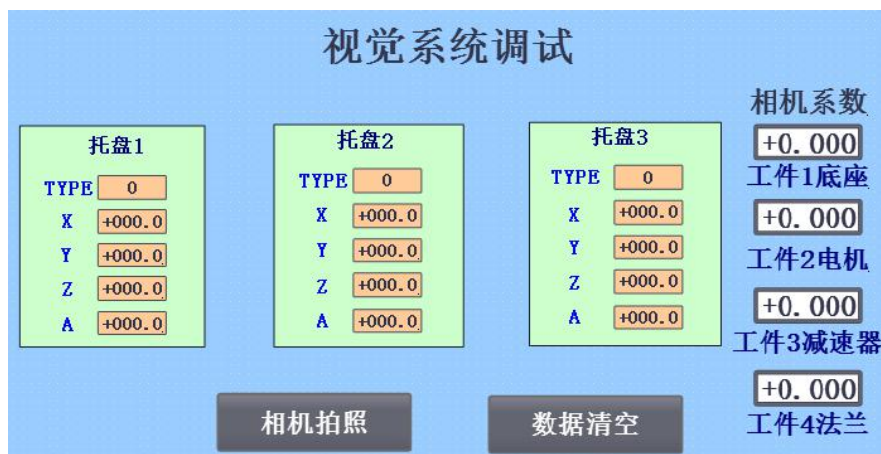 视觉系统调试
托盘1
TYPE 0
X +000.0
Y +000.0
Z +000.0
A +000.0
托盘2
TYPE 0
X +000.0
Y +000.0
Z +000.0
A +000.0
托盘3
TYPE 0
X +000.0
Y +000.0
Z +000.0
A +000.0
相机系数
+0.000
工件1底座
+0.000
工件2电机
+0.000
工件3减速器
+0.000
工件4法兰
相机拍照
数据清空